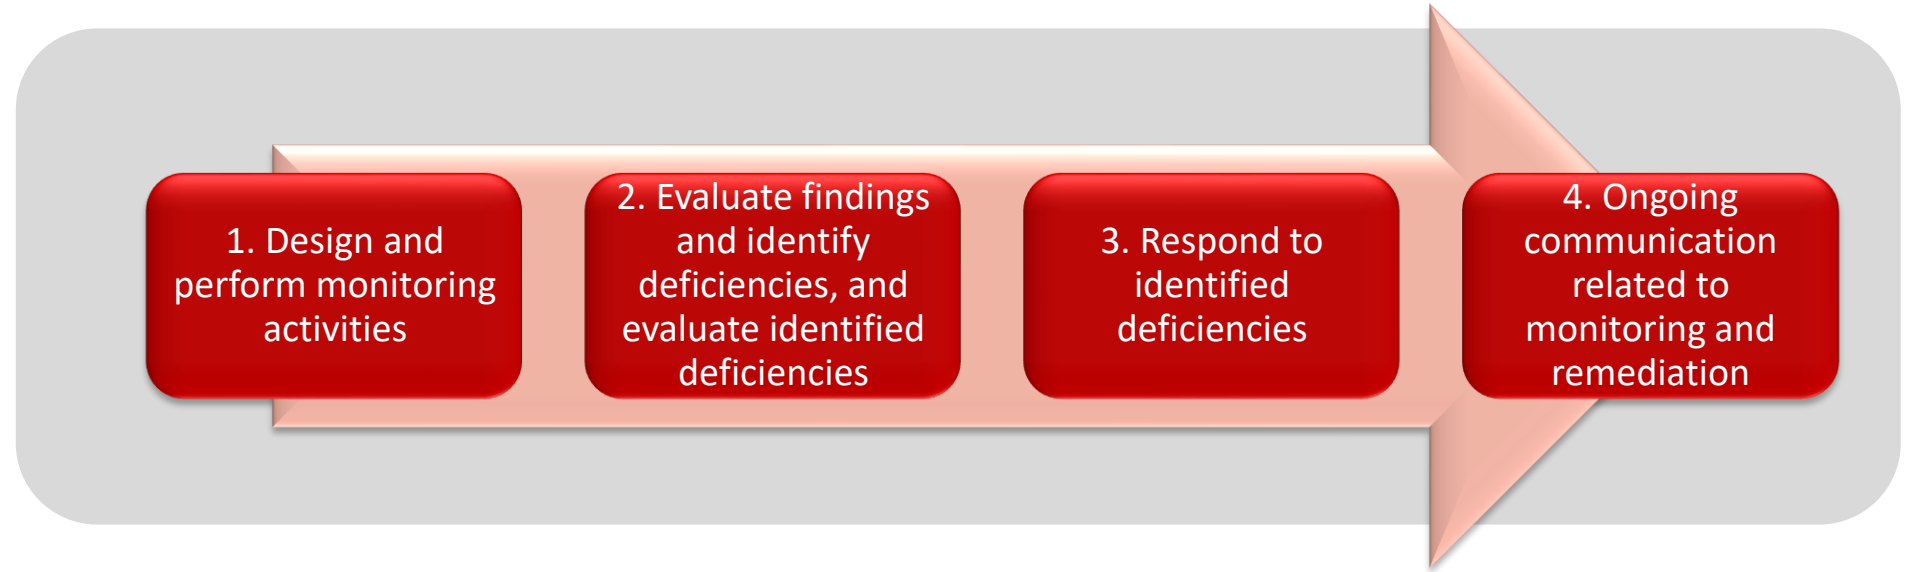 1. Design and
perform monitoring
activities
2. Evaluate findings
and identify
deficiencies, and
evaluate identified
deficiencies
3. Respond to
identified
deficiencies
4. Ongoing
communication
related to
monitoring and
remediation